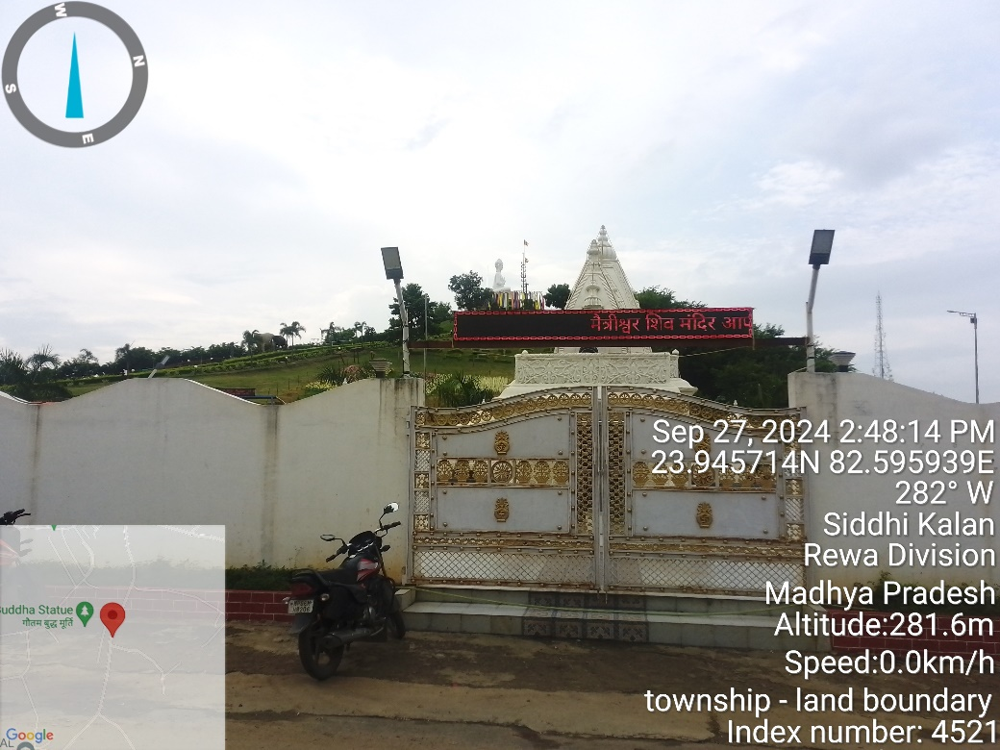 W
N
S
E
मैत्रीश्वर शिव मंदिर आप
Sep 27, 2024 2:48:14 PM
23.945714N 82.595939E
282° W
Siddhi Kalan
Rewa Division
Madhya Pradesh
Altitude:281.6m
Speed:0.0km/h
township - land boundary
Index number: 4521
Buddha Statue
गौतम बुद्ध मूर्ति
Google